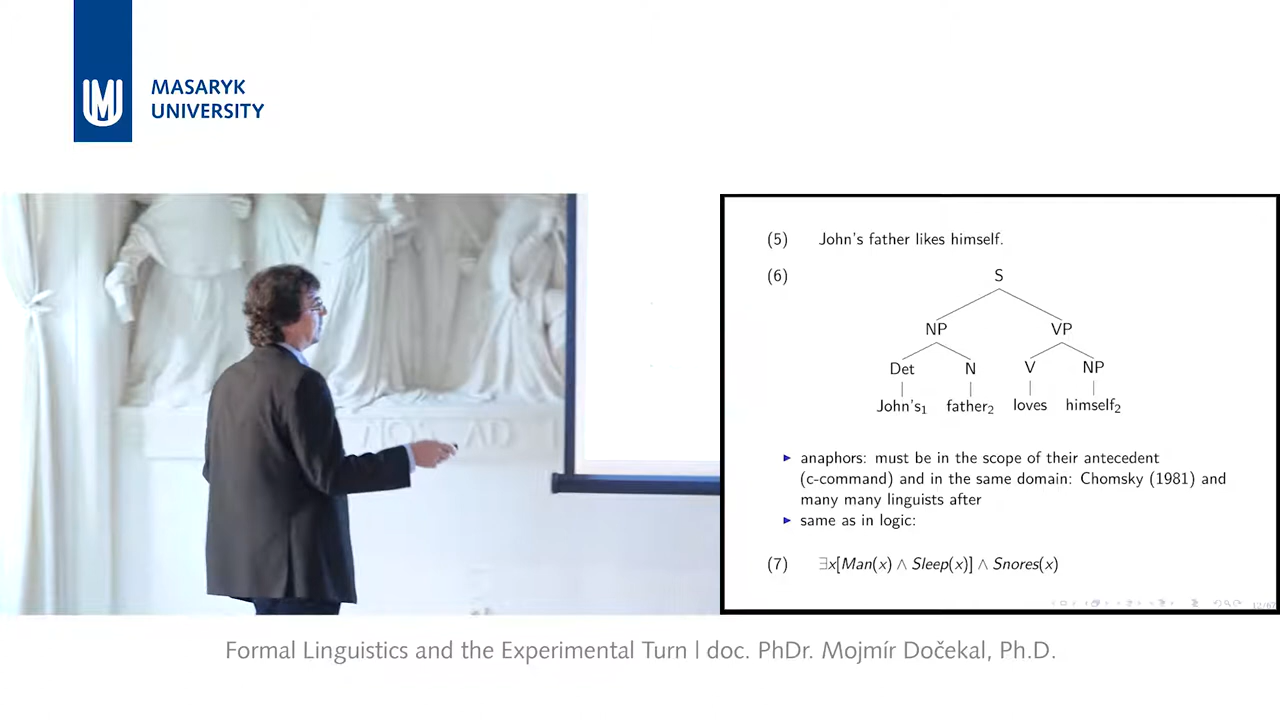 MASARYK
UNIVERSITY
(5) John's father likes himself.
(6) S
NP VP
Det N V NP
John's₁ father₂ loves himself₂
▶ anaphors: must be in the scope of their antecedent
(c-command) and in the same domain: Chomsky (1981) and
many many linguists after
▶ same as in logic:
(7) ∃x[Man(x) ∧ Sleep(x)] ∧ Snores(x)
Formal Linguistics and the Experimental Turn | doc. PhDr. Mojmír Dočekal, Ph.D.